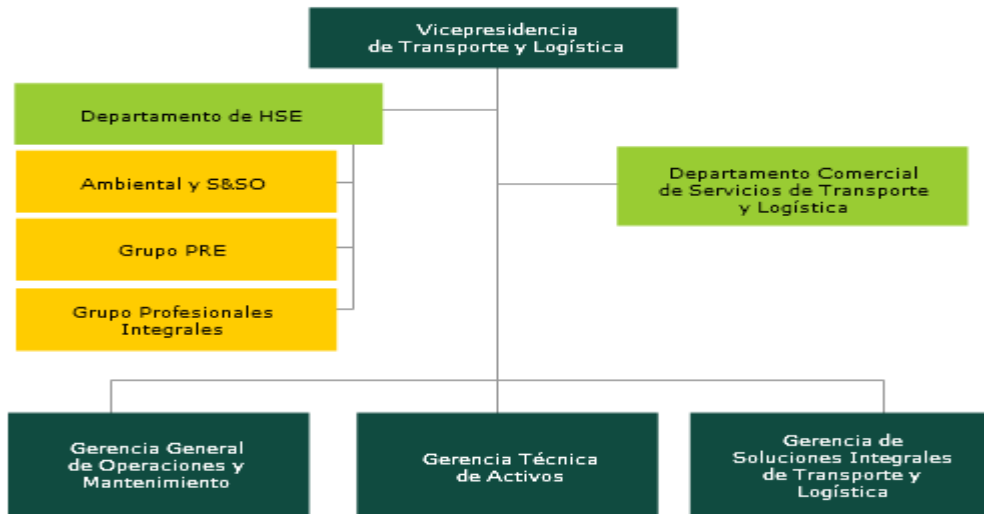 Vicepresidencia
de Transporte y Logística
Departamento de HSE
Ambiental y S&SO
Grupo PRE
Grupo Profesionales
Integrales
Departamento Comercial
de Servicios de Transporte
y Logística
Gerencia General
de Operaciones y
Mantenimiento
Gerencia Técnica
de Activos
Gerencia de
Soluciones Integrales
de Transporte y
Logística